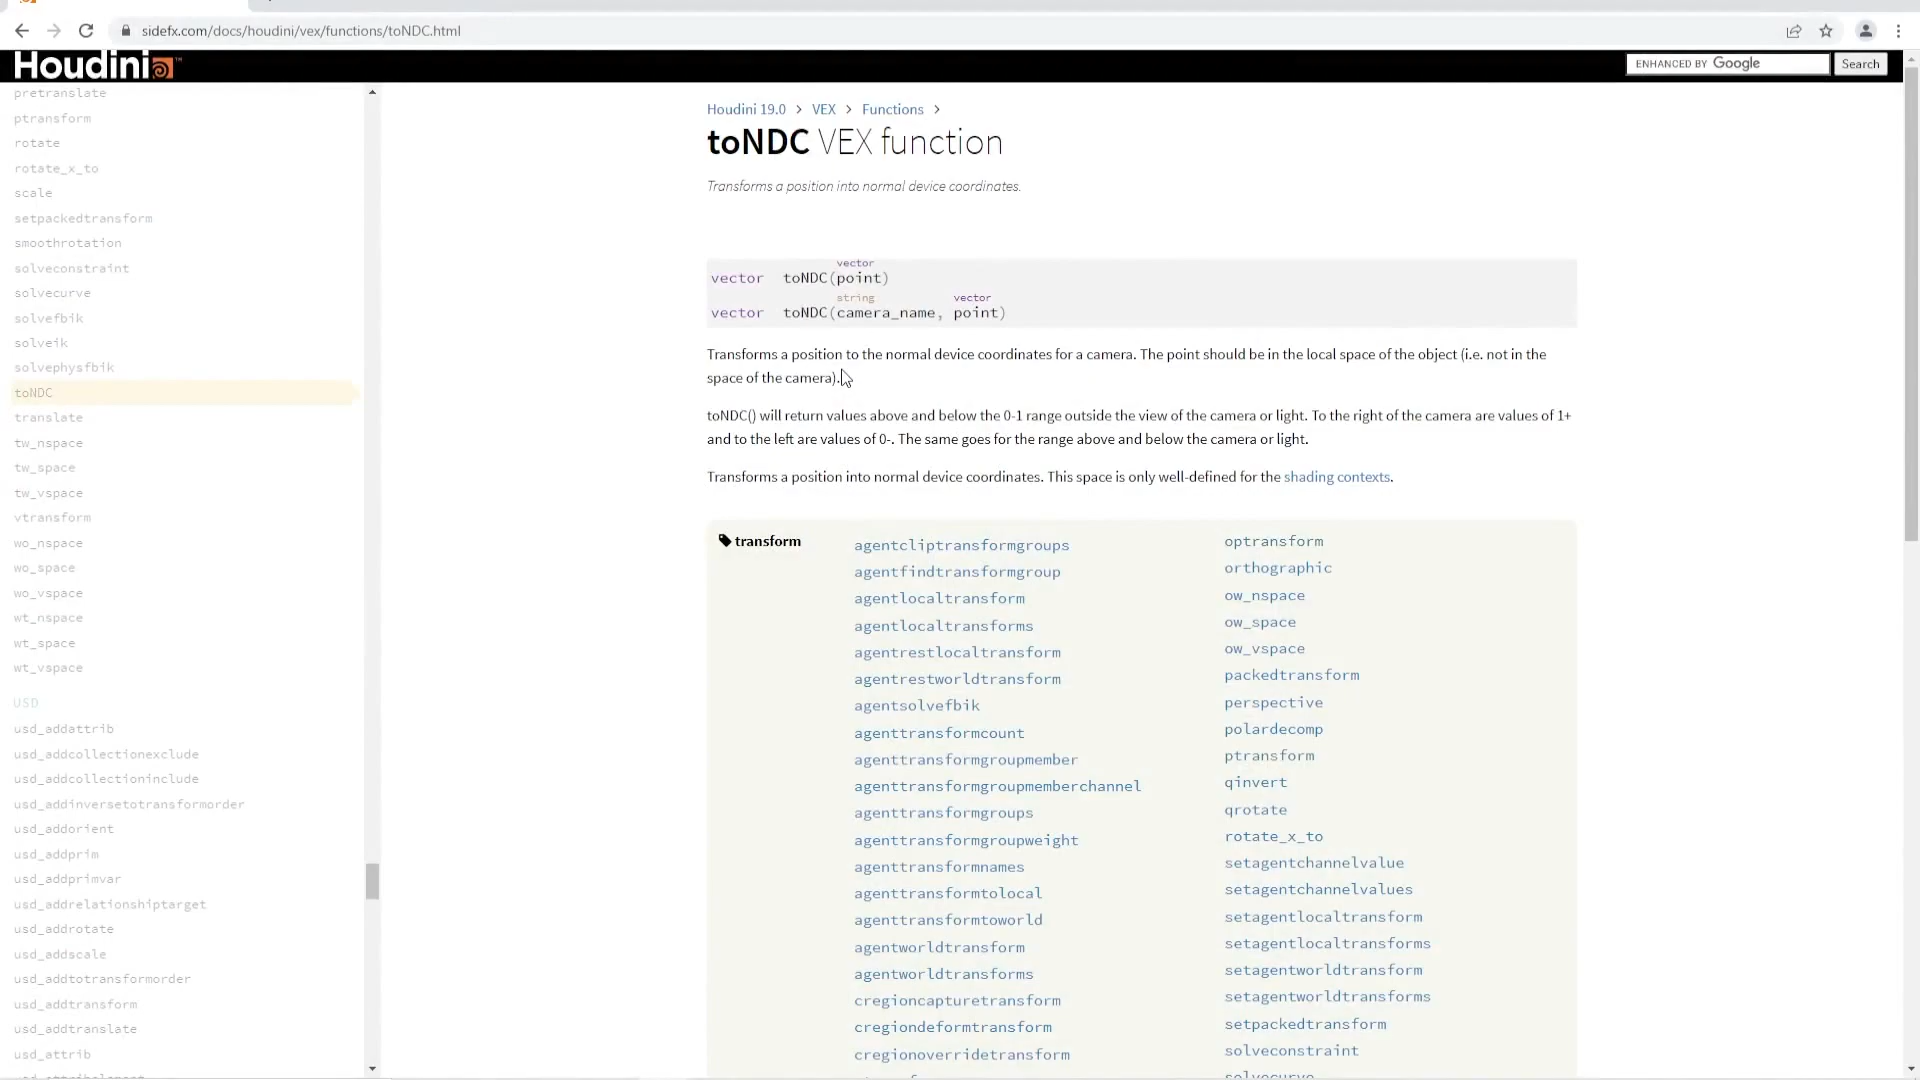 sidefx.com/docs/houdini/vex/functions/toNDC.html
Houdini
ENHANCED BY Google
Search
pretranslate
ptransform
rotate
rotate_x_to
scale
setpackedtransform
smoothrotation
solveconstraint
solvecurve
solvefbik
solveik
solvephysfbik
toNDC
translate
tw_nspace
tw_space
tw_vspace
vtransform
wo_nspace
wo_space
wo_vspace
wt_nspace
wt_space
wt_vspace
USD
usd_addattrib
usd_addcollectionexclude
usd_addcollectioninclude
usd_addinversetotransformorder
usd_addorient
usd_addprim
usd_addprimvar
usd_addrelationshiptarget
usd_addrotate
usd_addscale
usd_addtotransformorder
usd_addtransform
usd_addtranslate
usd_attrib
Houdini 19.0 > VEX > Functions >
toNDC VEX function
Transforms a position into normal device coordinates.
vector
vector toNDC(point)
string vector
vector toNDC(camera_name, point)
Transforms a position to the normal device coordinates for a camera. The point should be in the local space of the object (i.e. not in the
space of the camera).
toNDC() will return values above and below the 0-1 range outside the view of the camera or light. To the right of the camera are values of 1+
and to the left are values of 0-. The same goes for the range above and below the camera or light.
Transforms a position into normal device coordinates. This space is only well-defined for the shading contexts.
transform
agentcliptransformgroups
agentfindtransformgroup
agentlocaltransform
agentlocaltransforms
agentrestlocaltransform
agentrestworldtransform
agentsolvefbik
agenttransformcount
agenttransformgroupmember
agenttransformgroupmemberchannel
agenttransformgroups
agenttransformgroupweight
agenttransformnames
agenttransformtolocal
agenttransformtoworld
agentworldtransform
agentworldtransforms
cregioncapturetransform
cregiondeformtransform
cregionoverridetransform
optransform
orthographic
ow_nspace
ow_space
ow_vspace
packedtransform
perspective
polardecomp
ptransform
qinvert
qrotate
rotate_x_to
setagentchannelvalue
setagentchannelvalues
setagentlocaltransform
setagentlocaltransforms
setagentworldtransform
setagentworldtransforms
setpackedtransform
solveconstraint
solvecurve